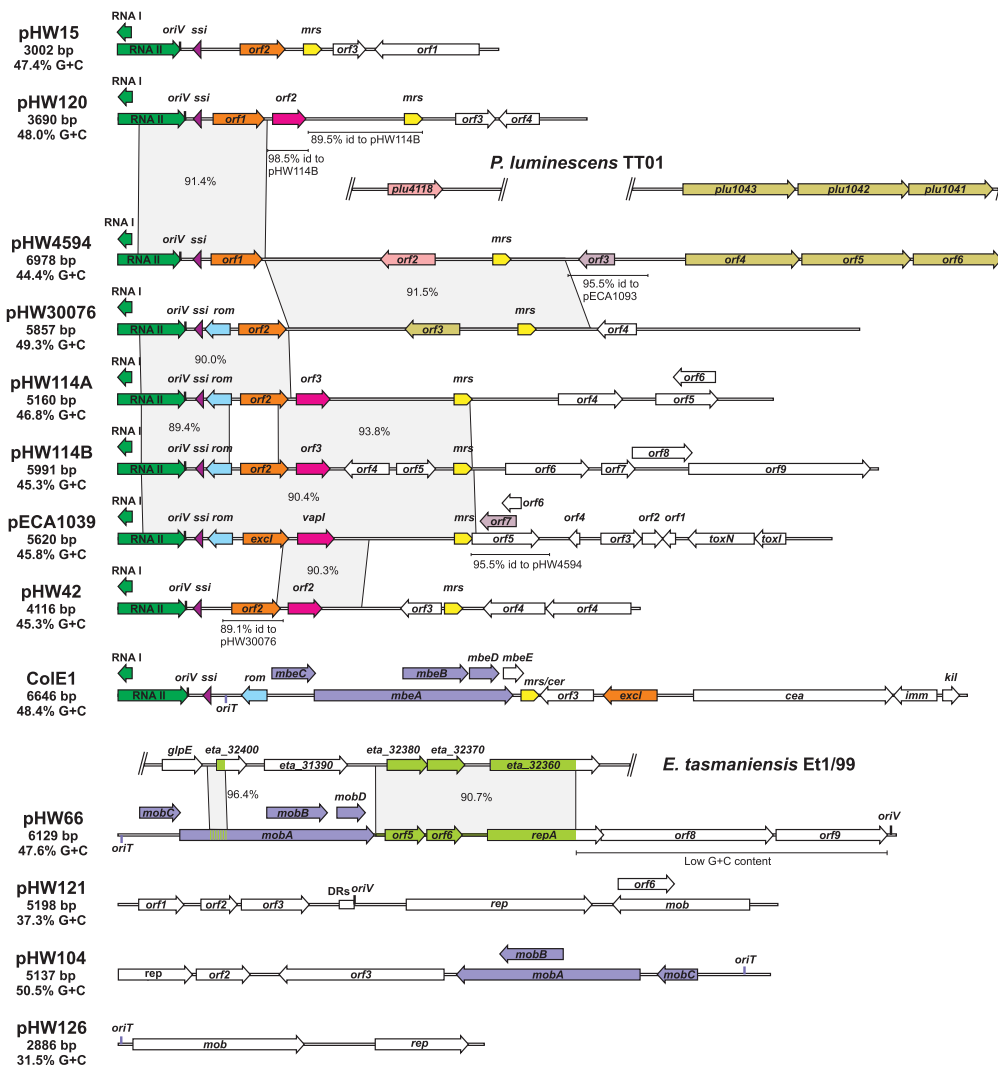 RNA I
pHW15
oriV ssi mrs
3002 bp
RNA II orf2 orf3 orf1
47.4% G+C
RNA I
pHW120
oriV ssi orf2 mrs
3690 bp
RNA II orf1 orf3 orf4
48.0% G+C
89.5% id to pHW114B
98.5% id to
pHW114B
P. luminescens TT01
91.4%
plu4118 plu1043 plu1042 plu1041
RNA I
pHW4594
oriV ssi mrs
6978 bp
RNA II orf1 orf2 orf3 orf4 orf5 orf6
44.4% G+C
95.5% id to
pECA1093
91.5%
RNA I
pHW30076
oriV ssi rom mrs
5857 bp
RNA II orf2 orf3 orf4
49.3% G+C
90.0%
RNA I
pHW114A
oriV ssi rom orf3 mrs orf6
5160 bp
RNA II orf2 orf4 orf5
46.8% G+C
89.4% 93.8%
RNA I
pHW114B
oriV ssi rom orf3 mrs orf8
5991 bp
RNA II orf2 orf4 orf5 orf6 orf7 orf9
45.3% G+C
90.4%
RNA I
pECA1039
orf6
oriV ssi rom vapI mrs orf7 orf4 orf2 orf1
5620 bp
RNA II excI orf5 orf3 toxN toxI
45.8% G+C
95.5% id to pHW4594
90.3%
RNA I
pHW42
oriV ssi orf2 mrs
4116 bp
RNA II orf2 orf3 orf4 orf4
45.3% G+C
89.1% id to
pHW30076
RNA I
mbeD mbeE
mbeC mbeB
ColE1
oriV ssi rom mrs/cer kil
6646 bp
RNA II mbeA orf3 excI cea imm
oriT
48.4% G+C
glpE eta_32400 eta_32380 eta_32370
eta_31390 eta_32360
E. tasmaniensis Et1/99
96.4% 90.7%
mobD
mobC mobB
pHW66
oriV
6129 bp
mobA orf5 orf6 repA orf8 orf9
oriT
47.6% G+C
Low G+C content
pHW121
DRs oriV orf6
5198 bp
orf1 orf2 orf3 rep mob
37.3% G+C
pHW104
mobB
oriT
5137 bp
rep orf2 orf3 mobA mobC
50.5% G+C
pHW126
oriT
2886 bp
mob rep
31.5% G+C